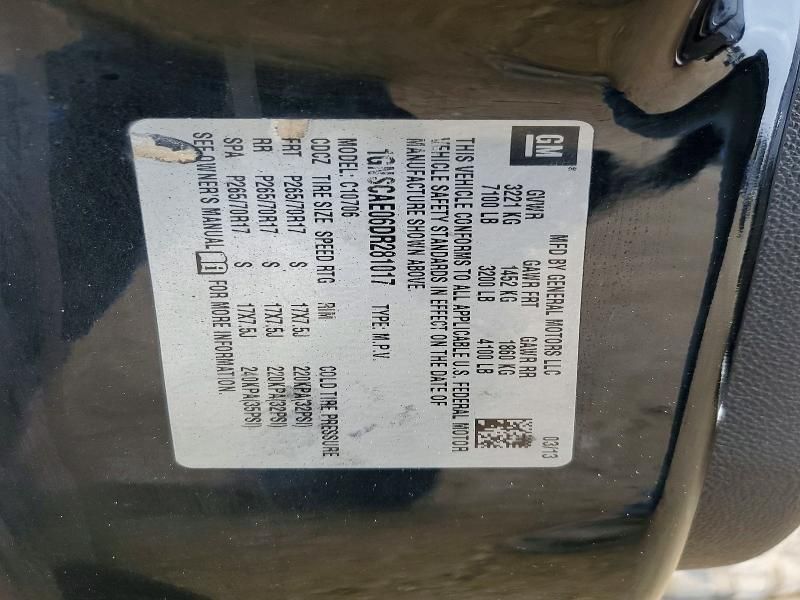 GM
MFD BY GENERAL MOTORS LLC 03/13
GVWR GAWR FRT GAWR RR
3221 KG 1452 KG 1860 KG
7100 LB 3200 LB 4100 LB
THIS VEHICLE CONFORMS TO ALL APPLICABLE U.S. FEDERAL MOTOR
VEHICLE SAFETY STANDARDS IN EFFECT ON THE DATE OF
MANUFACTURE SHOWN ABOVE.
1GNSCAE06DR281017 TYPE: M.P.V.
MODEL: C10706
CDCZ TIRE SIZE SPEED RTG RIM COLD TIRE PRESSURE
FRT P265/70R17 S 17X7.5J 220KPA(32PSI)
RR P265/70R17 S 17X7.5J 220KPA(32PSI)
SPA P265/70R17 S 17X7.5J 240KPA(35PSI)
SEE OWNER'S MANUAL FOR MORE INFORMATION.